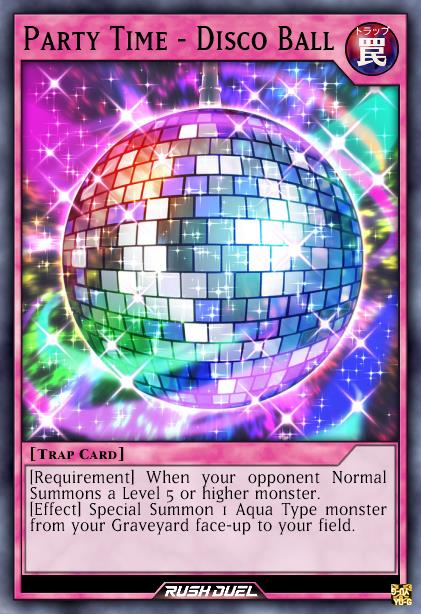 Party Time - Disco Ball
トラップ
罠
[Trap Card]
[Requirement] When your opponent Normal
Summons a Level 5 or higher monster.
[Effect] Special Summon 1 Aqua Type monster
from your Graveyard face-up to your field.
RUSH DUEL